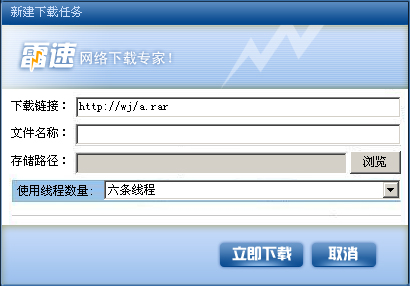 新建下载任务
雷速 网络下载专家!
下载链接: http://wj/a.rar
文件名称:
存储路径: 浏览
使用线程数量: 六条线程
立即下载 取消